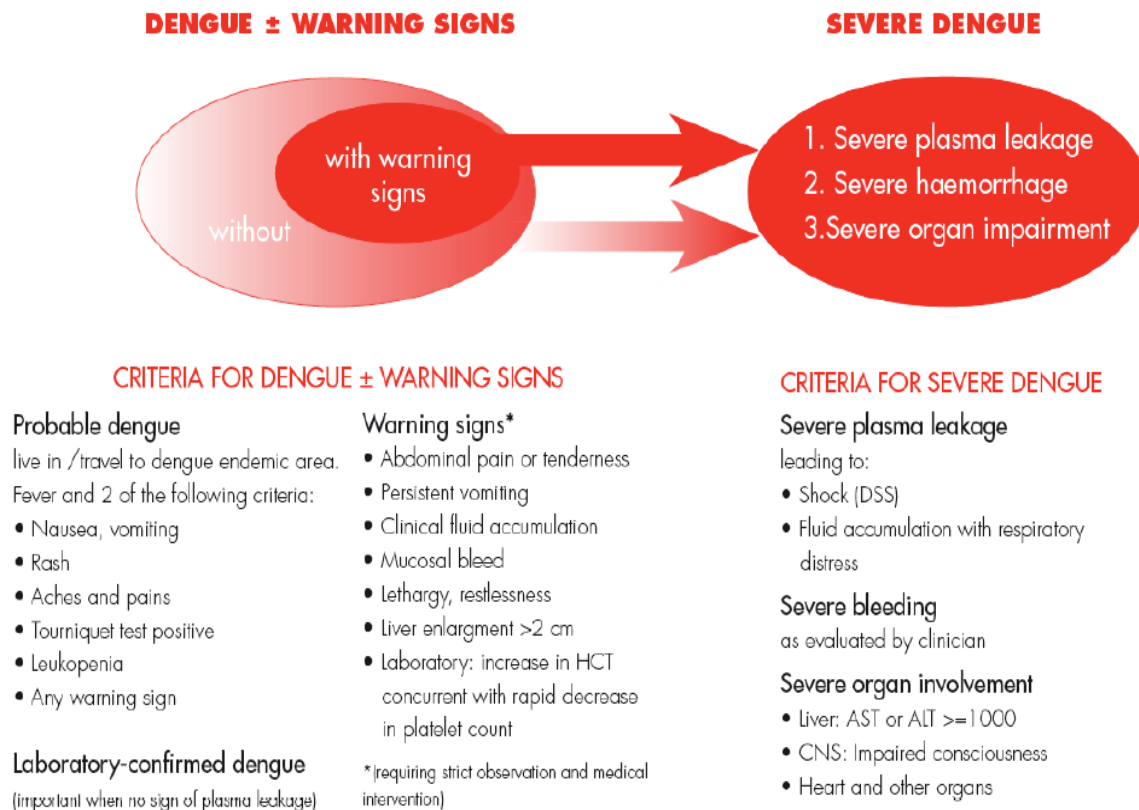 DENGUE ± WARNING SIGNS
SEVERE DENGUE
with warning
signs
without
1. Severe plasma leakage
2. Severe haemorrhage
3.Severe organ impairment
CRITERIA FOR DENGUE ± WARNING SIGNS
Probable dengue
live in /travel to dengue endemic area.
Fever and 2 of the following criteria:
• Nausea, vomiting
• Rash
• Aches and pains
• Tourniquet test positive
• Leukopenia
• Any warning sign
Laboratory-confirmed dengue
(important when no sign of plasma leakage)
Warning signs*
• Abdominal pain or tenderness
• Persistent vomiting
• Clinical fluid accumulation
• Mucosal bleed
• Lethargy, restlessness
• Liver enlargment >2 cm
• Laboratory: increase in HCT
concurrent with rapid decrease
in platelet count
*(requiring strict observation and medical
intervention)
CRITERIA FOR SEVERE DENGUE
Severe plasma leakage
leading to:
• Shock (DSS)
• Fluid accumulation with respiratory
distress
Severe bleeding
as evaluated by clinician
Severe organ involvement
• Liver: AST or ALT >=1000
• CNS: Impaired consciousness
• Heart and other organs